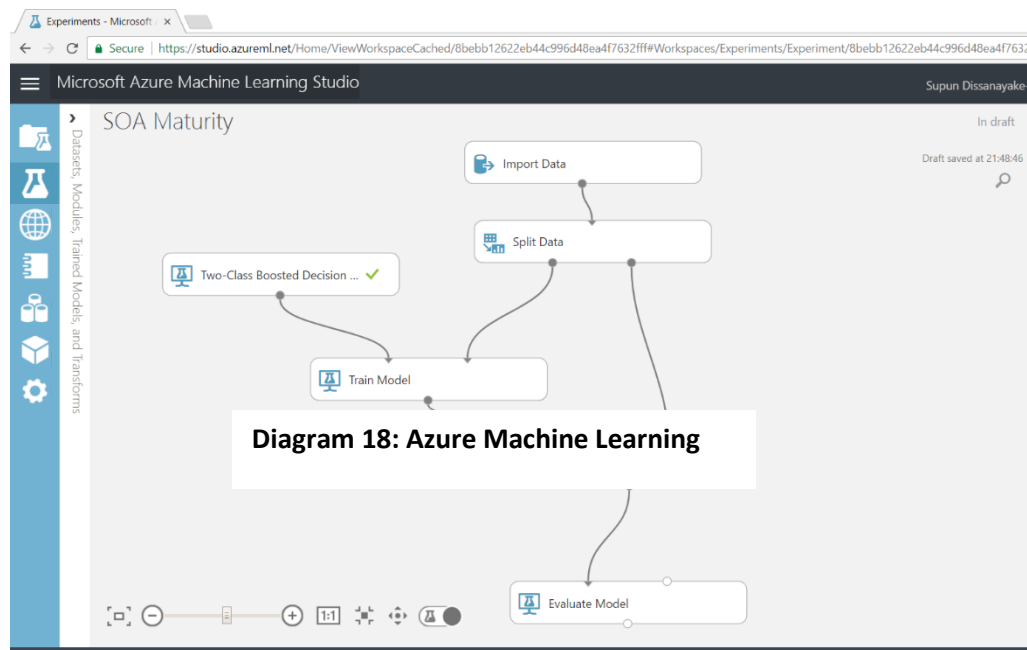 Experiments - Microsoft
Secure | https://studio.azureml.net/Home/ViewWorkspaceCached/8bebb12622eb44c996d48ea4f7632fff#Workspaces/Experiments/Experiment/8bebb12622eb44c996d48ea4f7632
Microsoft Azure Machine Learning Studio
Supun Dissanayake-
SOA Maturity
In draft
Draft saved at 21:48:46
Datasets, Modules, Trained Models, and Transforms
Import Data
Split Data
Two-Class Boosted Decision ...
Train Model
Diagram 18: Azure Machine Learning
Evaluate Model
1:1